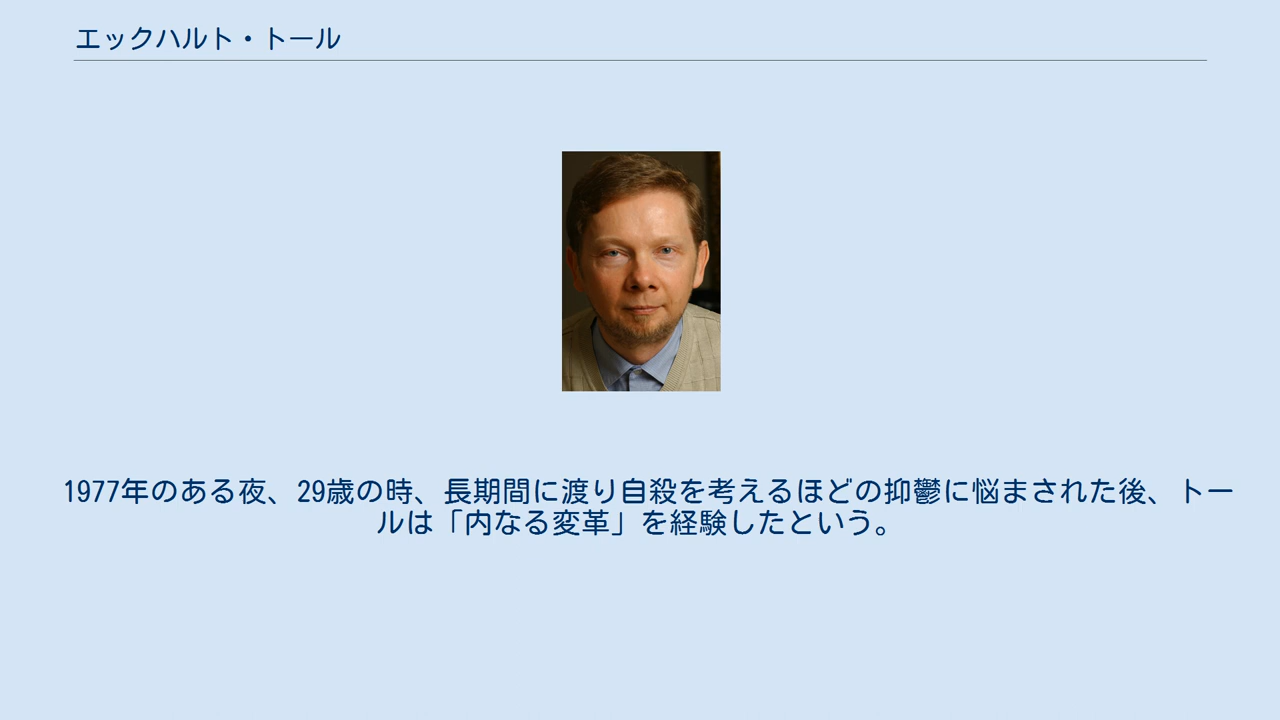 エックハルト・トール
1977年のある夜、29歳の時、長期間に渡り自殺を考えるほどの抑鬱に悩まされた後、トー
ルは「内なる変革」を経験したという。